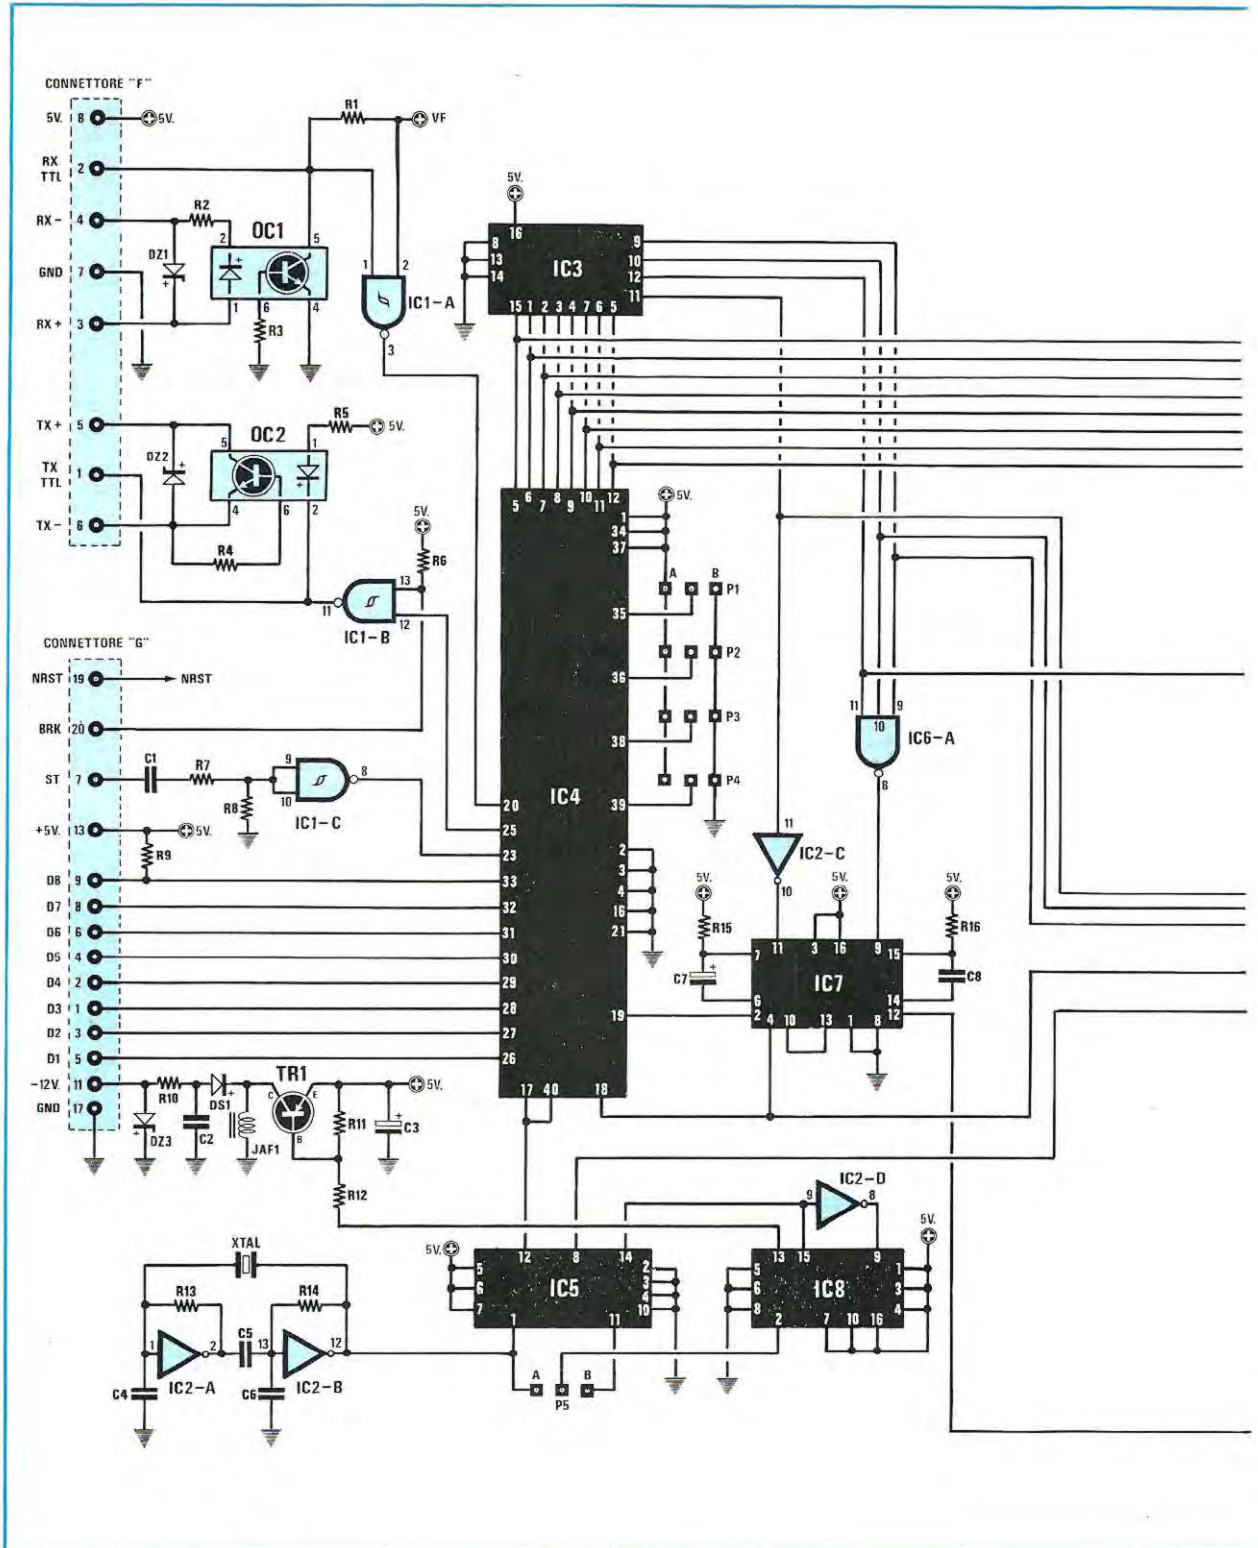 CONNETTORE "F"
5V. 8 5V.
R1
VF
RX TTL 2
RX - 4
R2
OC1
2 5
DZ1
GND 7
1 6 4
R3
RX + 3
1 2
IC1-A
3
TX + 5
R5
5V.
OC2
5 1
DZ2
TX TTL 1
4 6 2
TX - 6
R4
5V.
R6
13
11
12
IC1-B
CONNETTORE "G"
NRST 19 NRST
BRK 20
ST 7
C1
R7
R8
9
10
8
IC1-C
+5V. 13 5V.
R9
D8 9
D7 8
D6 6
D5 4
D4 2
D3 1
D2 3
D1 5
-12V. 11
GND 17
R10
DZ3
C2
DS1
JAF1
TR1
C E
B
R11
C3
5V.
R12
5V.
16
8
13
14
IC3
9
10
12
11
15 1 2 3 4 7 6 5
5 6 7 8 9 10 11 12
IC4
1
34
37
5V.
A B
35
P1
36
P2
38
P3
39
P4
20
25
23
33
32
31
30
29
28
27
26
2
3
4
16
21
19
17 40 18
11
IC2-C
10
11 10 9
IC6-A
8
5V.
R15
C7
5V.
5V.
R16
C8
11 3 16 9
7
6
2
IC7
15
14
12
4 10 13 1 8
IC2-D
9 8
XTAL
R13
R14
1 2
C5
13 12
IC2-A
IC2-B
C4
C6
5V.
12 8 14
5
6
7
IC5
2
3
4
10
1 11
A B
P5
5V.
13 15 9
5
6
8
IC8
1
3
4
2 7 10 16